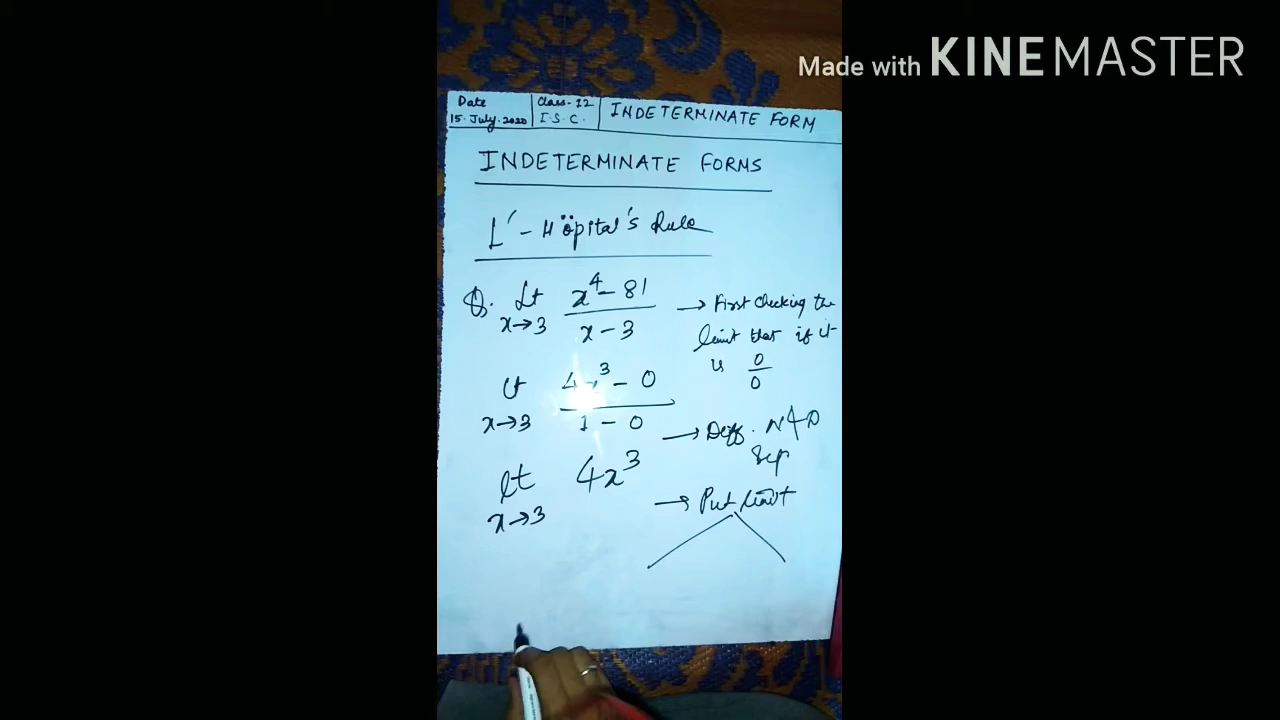 Made with KINEMASTER
Date
15. July. 2020
Class - 12
I.S.C.
INDETERMINATE FORM
INDETERMINATE FORMS
L' - Höpital's Rule
Q. Lt x→3 x⁴ - 81 / x - 3
→ First checking the
limit that if it
is 0/0
Lt x→3 4x³ - 0 / 1 - 0
→ Diff. N & D
Sep
lt x→3 4x³
→ Put limit